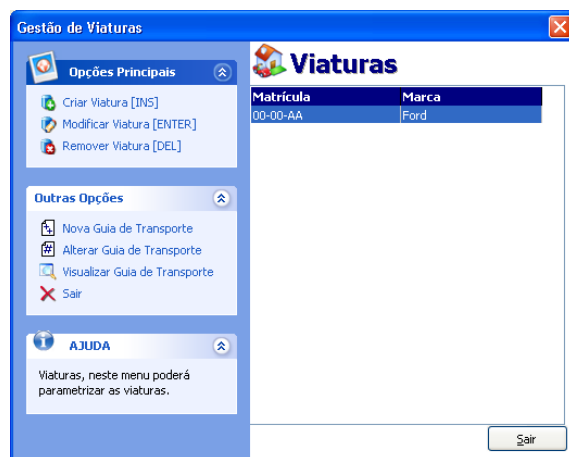 Gestão de Viaturas
Opções Principais
Criar Viatura [INS]
Modificar Viatura [ENTER]
Remover Viatura [DEL]
Outras Opções
Nova Guia de Transporte
Alterar Guia de Transporte
Visualizar Guia de Transporte
Sair
AJUDA
Viaturas, neste menu poderá
parametrizar as viaturas.
Viaturas
Matrícula Marca
00-00-AA Ford
Sair